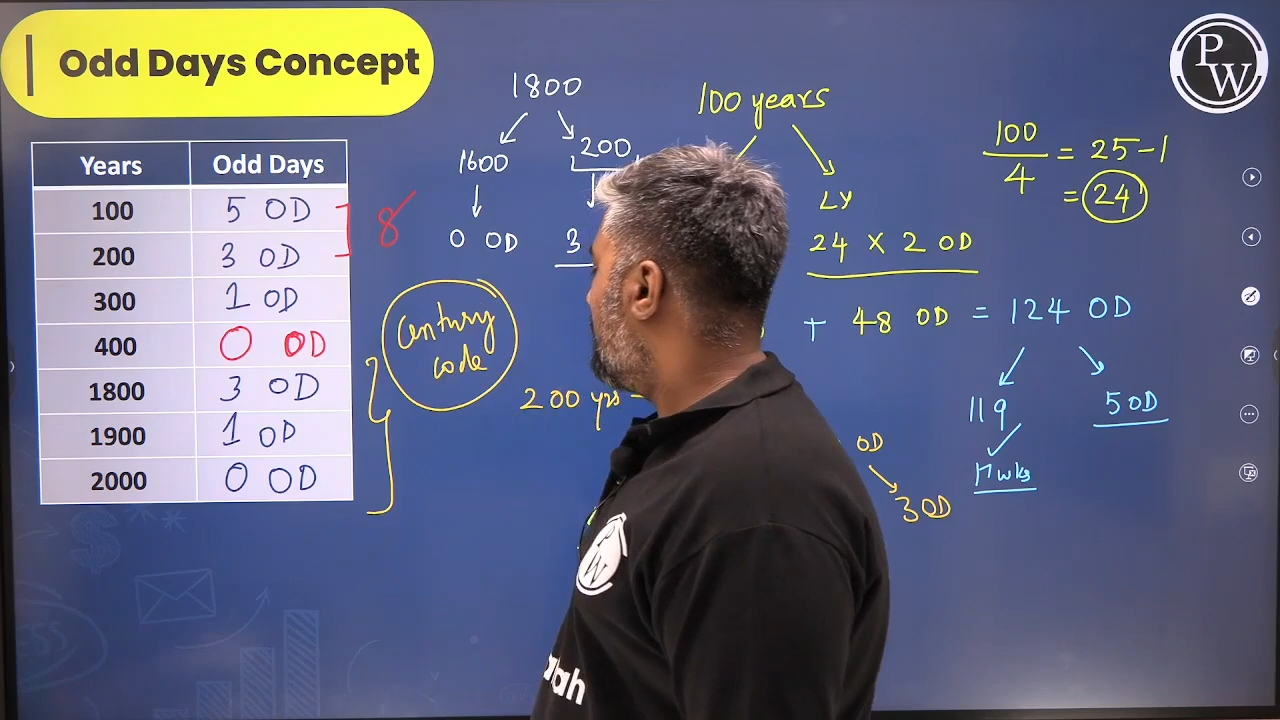 Odd Days Concept
PW
Years Odd Days
100 5 OD
200 3 OD
300 1 OD
400 0 OD
1800 3 OD
1900 1 OD
2000 0 OD
8
Century
code
1800
1600 200
0 OD 3
200 yrs
100 years
LY
24 X 2 OD
+ 48 OD = 124 OD
119 5 OD
17 wks
OD
3 OD
100/4 = 25-1
= 24
PW